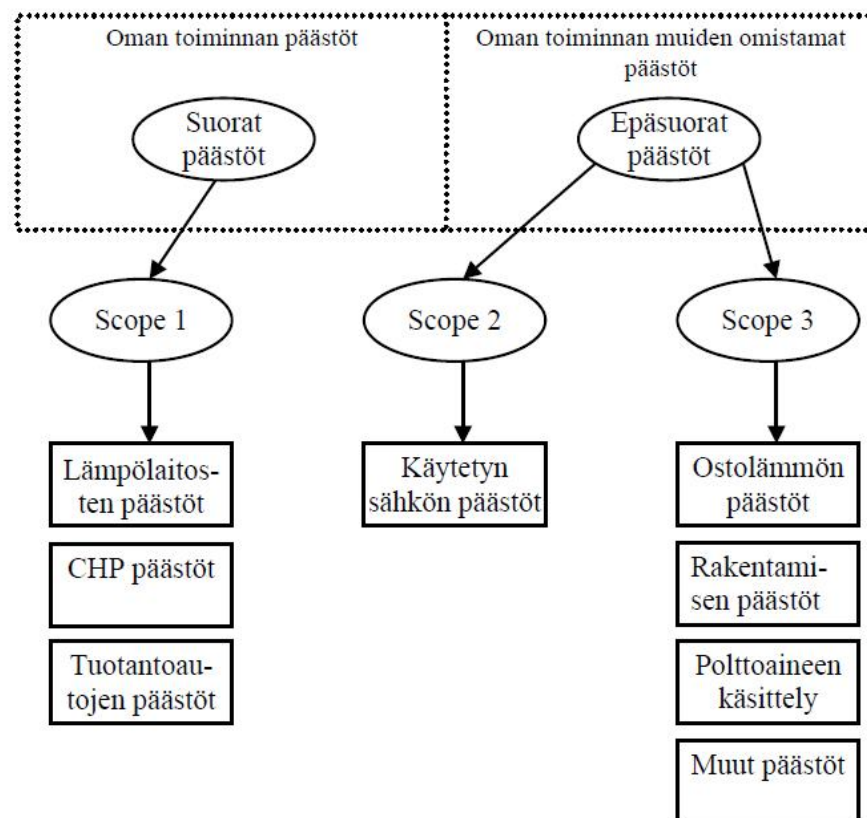 Oman toiminnan päästöt
Oman toiminnan muiden omistamat
päästöt
Suorat
päästöt
Epäsuorat
päästöt
Scope 1
Scope 2
Scope 3
Lämpölaitos-
ten päästöt
CHP päästöt
Tuotantoau-
tojen päästöt
Käytetyn
sähkön päästöt
Ostolämmön
päästöt
Rakentami-
sen päästöt
Polttoaineen
käsittely
Muut päästöt